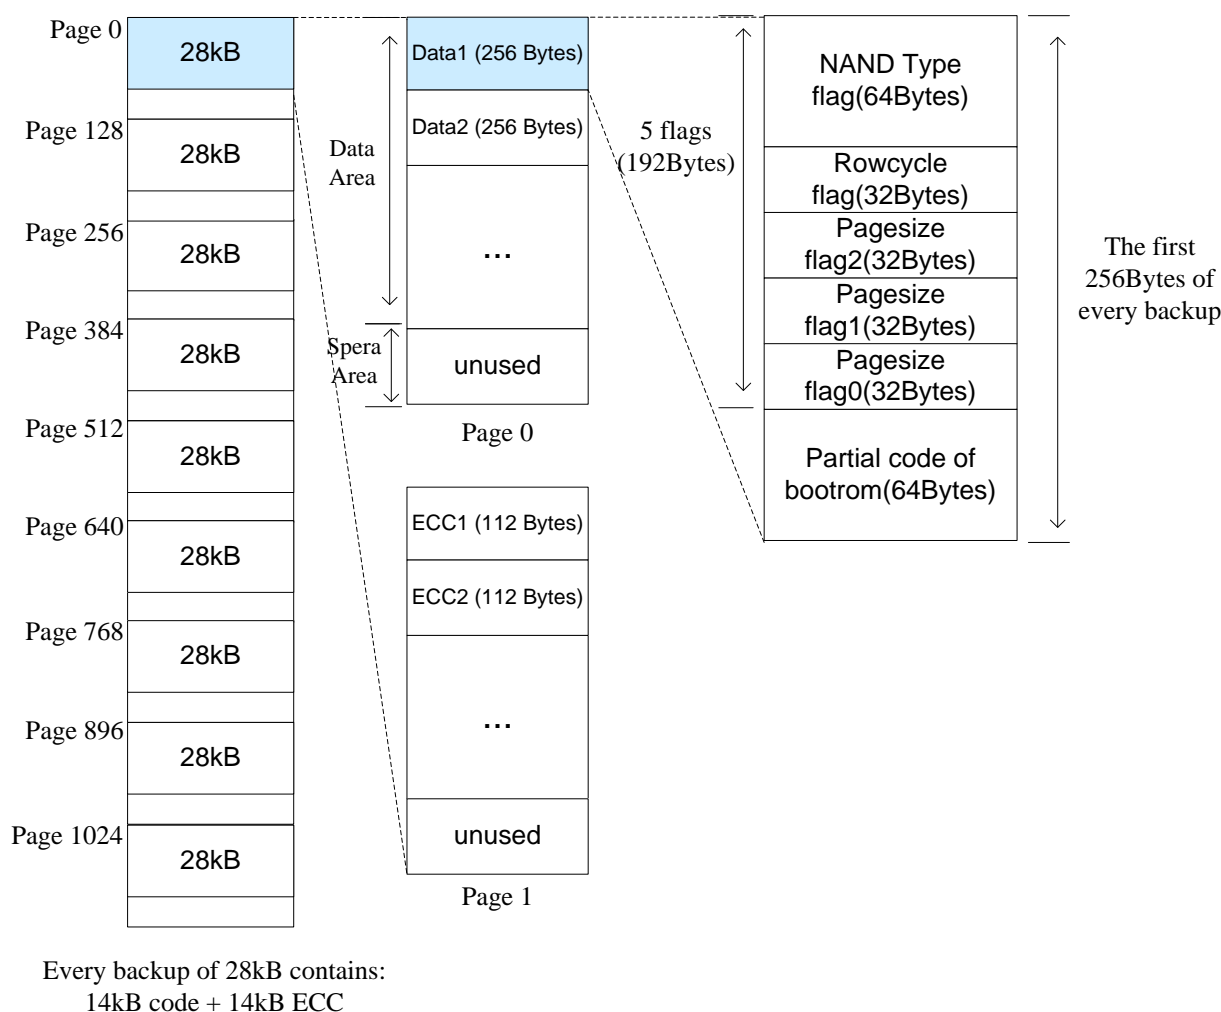 Page 0
28kB
Page 128
28kB
Page 256
28kB
Page 384
28kB
Page 512
28kB
Page 640
28kB
Page 768
28kB
Page 896
28kB
Page 1024
28kB
Every backup of 28kB contains:
14kB code + 14kB ECC
Data
Area
Spera
Area
Data1 (256 Bytes)
Data2 (256 Bytes)
...
unused
Page 0
ECC1 (112 Bytes)
ECC2 (112 Bytes)
...
unused
Page 1
5 flags
(192Bytes)
NAND Type
flag(64Bytes)
Rowcycle
flag(32Bytes)
Pagesize
flag2(32Bytes)
Pagesize
flag1(32Bytes)
Pagesize
flag0(32Bytes)
Partial code of
bootrom(64Bytes)
The first
256Bytes of
every backup